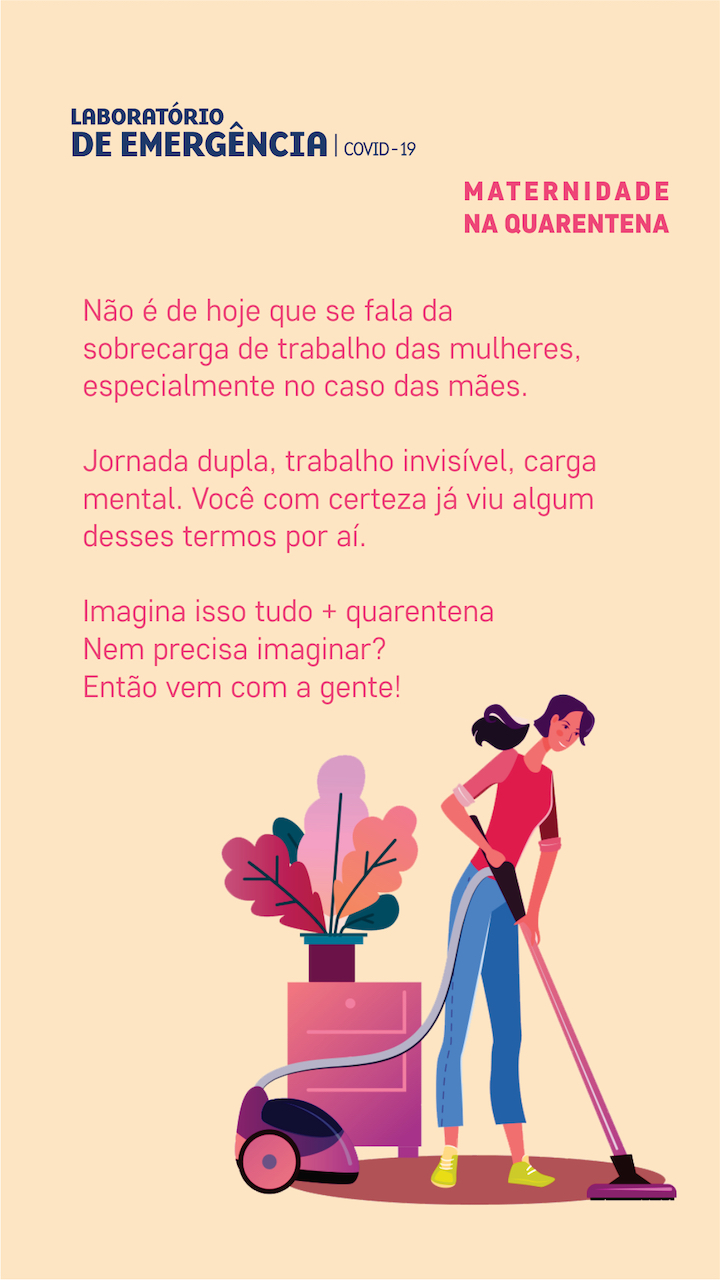 LABORATÓRIO
DE EMERGÊNCIA | COVID-19
MATERNIDADE
NA QUARENTENA
Não é de hoje que se fala da
sobrecarga de trabalho das mulheres,
especialmente no caso das mães.
Jornada dupla, trabalho invisível, carga
mental. Você com certeza já viu algum
desses termos por aí.
Imagina isso tudo + quarentena
Nem precisa imaginar?
Então vem com a gente!